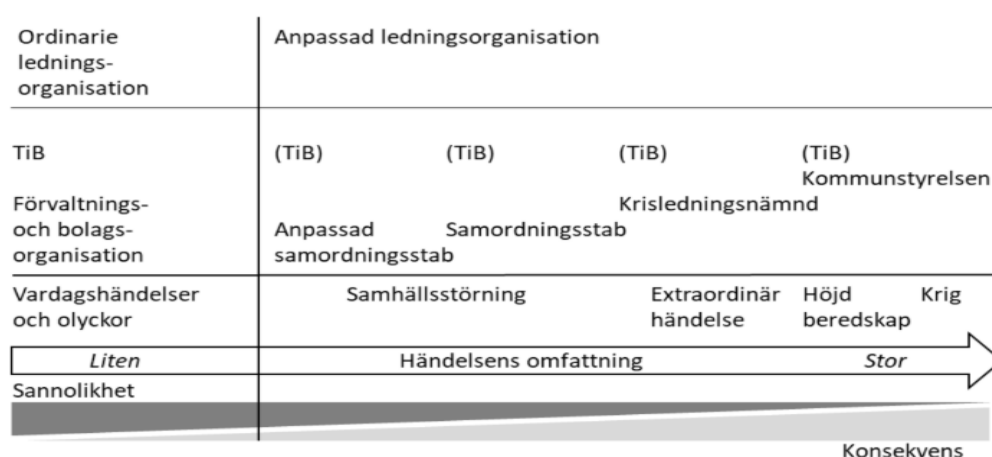 Ordinarie
lednings-
organisation
Anpassad ledningsorganisation
TiB
(TiB)
(TiB)
(TiB)
(TiB)
Kommunstyrelsen
Förvaltnings-
och bolags-
organisation
Anpassad
samordningsstab
Samordningsstab
Krisledningsnämnd
Vardagshändelser
och olyckor
Samhällsstörning
Extraordinär
händelse
Höjd
beredskap
Krig
Liten
Händelsens omfattning
Stor
Sannolikhet
Konsekvens